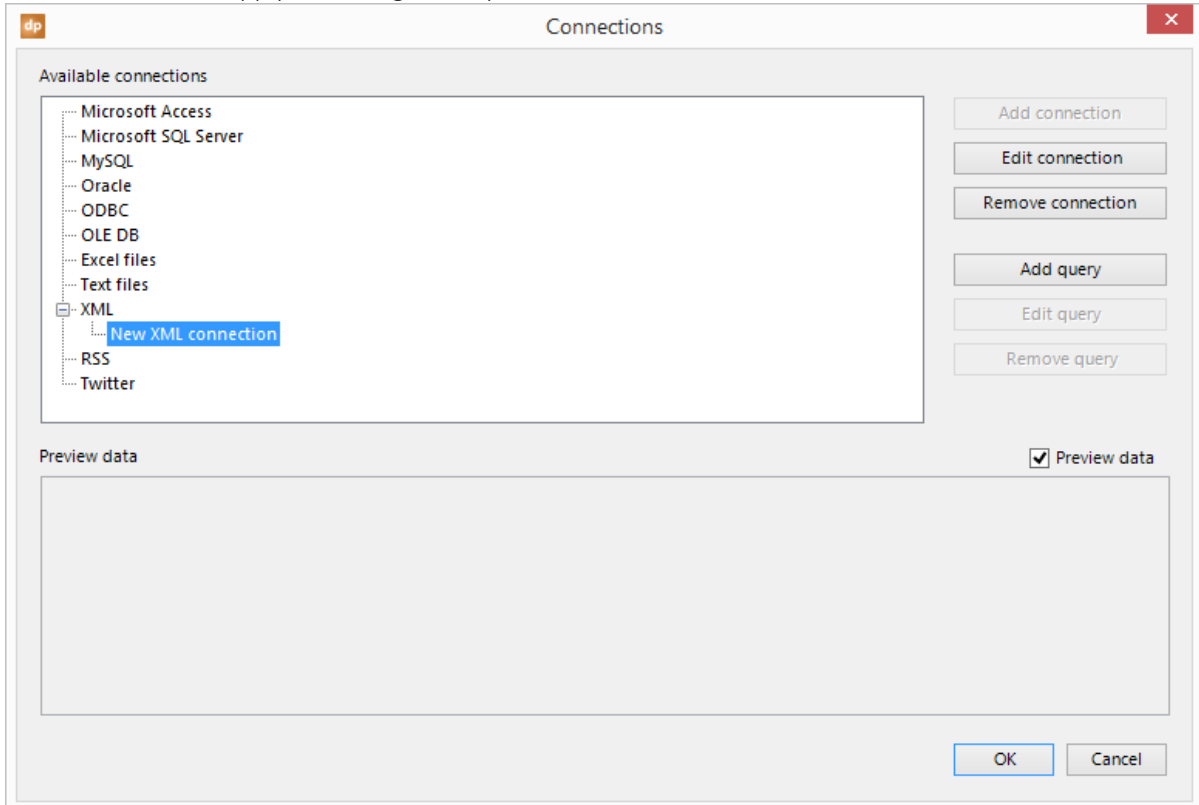 dp
Connections
Available connections
Microsoft Access
Microsoft SQL Server
MySQL
Oracle
ODBC
OLE DB
Excel files
Text files
XML
New XML connection
RSS
Twitter
Add connection
Edit connection
Remove connection
Add query
Edit query
Remove query
Preview data
Preview data
OK
Cancel